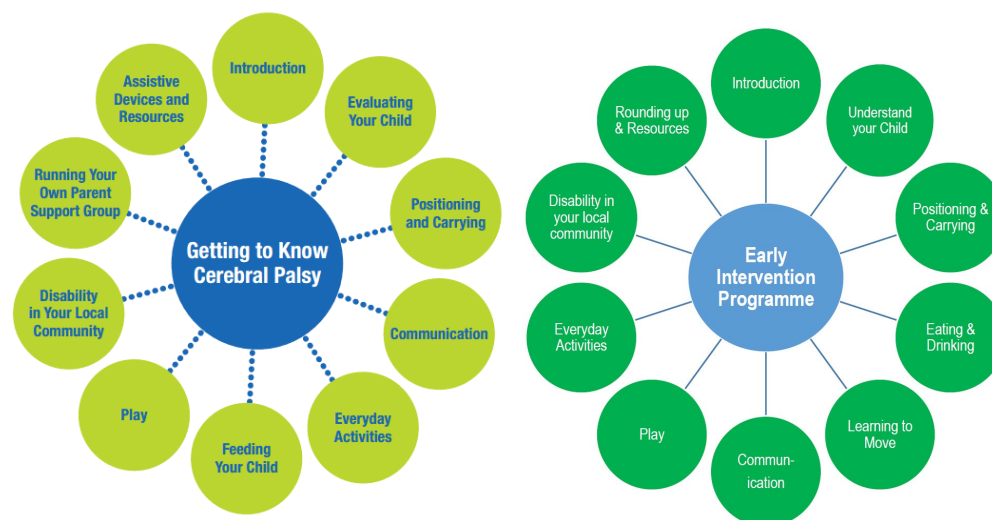 Getting to Know
Cerebral Palsy
Introduction
Evaluating
Your Child
Positioning
and Carrying
Communication
Everyday
Activities
Feeding
Your Child
Play
Disability
in Your Local
Community
Running Your
Own Parent
Support Group
Assistive
Devices and
Resources
Early
Intervention
Programme
Introduction
Understand
your Child
Positioning &
Carrying
Eating &
Drinking
Learning to
Move
Commun-
ication
Play
Everyday
Activities
Disability in
your local
community
Rounding up
& Resources